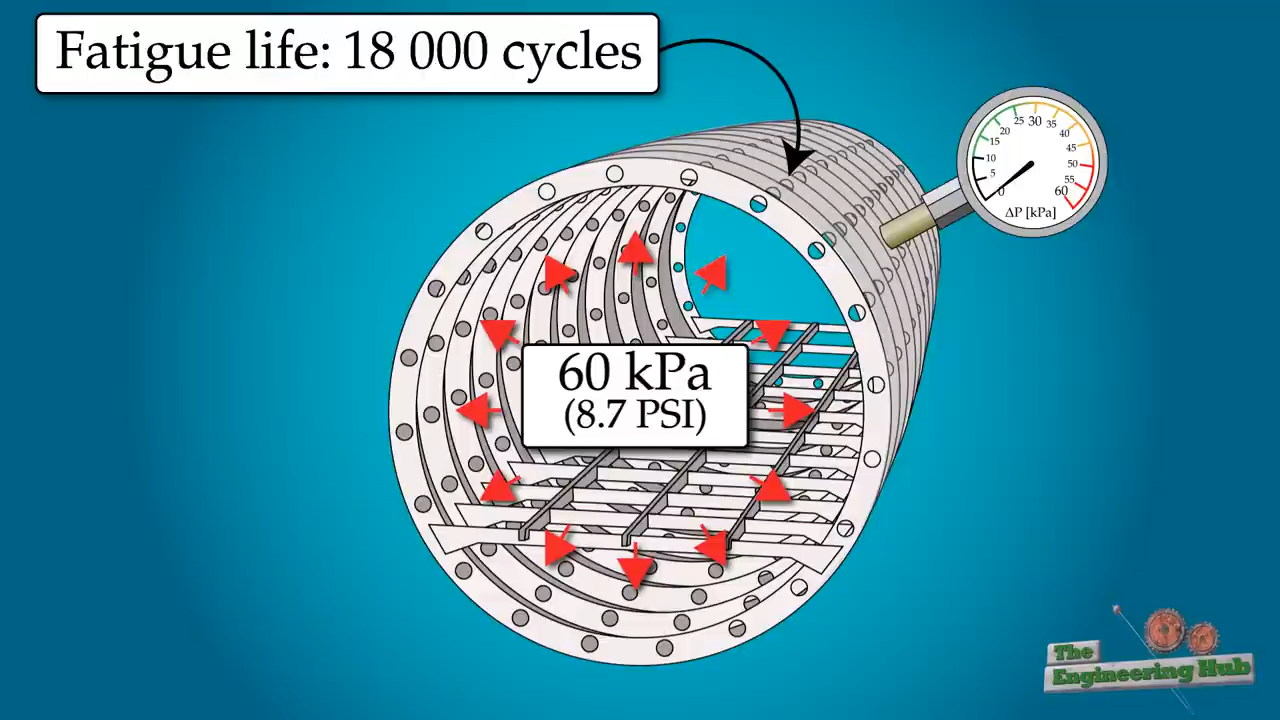 Fatigue life: 18 000 cycles
0
5
10
15
20
25
30
35
40
45
50
55
60
ΔP [kPa]
60 kPa
(8.7 PSI)
The
Engineering Hub